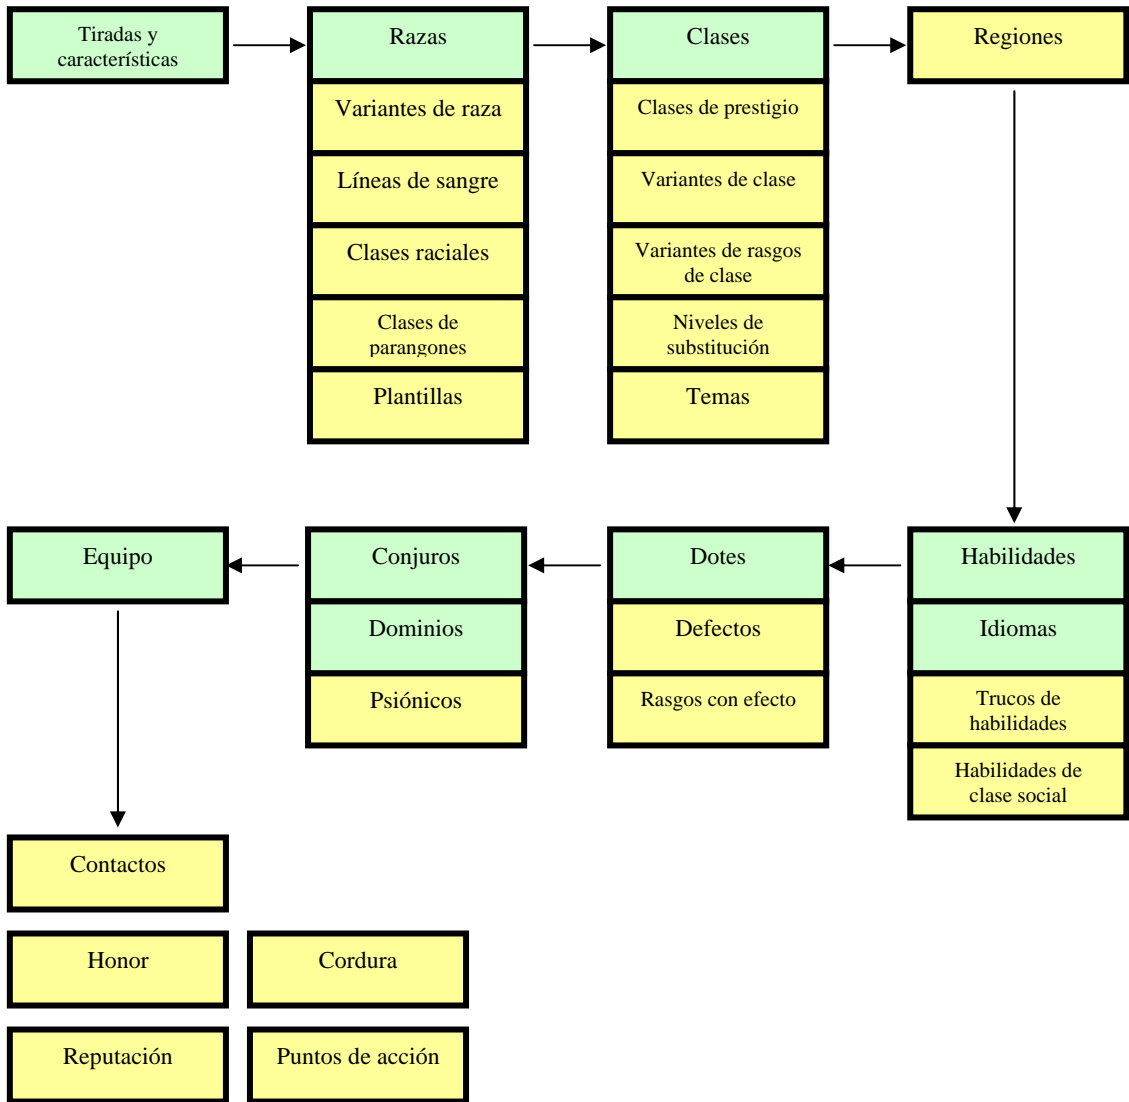 Tiradas y
características
Razas
Variantes de raza
Líneas de sangre
Clases raciales
Clases de
parangones
Plantillas
Clases
Clases de prestigio
Variantes de clase
Variantes de rasgos
de clase
Niveles de
substitución
Temas
Regiones
Habilidades
Idiomas
Trucos de
habilidades
Habilidades de
clase social
Dotes
Defectos
Rasgos con efecto
Conjuros
Dominios
Psiónicos
Equipo
Contactos
Honor
Cordura
Reputación
Puntos de acción